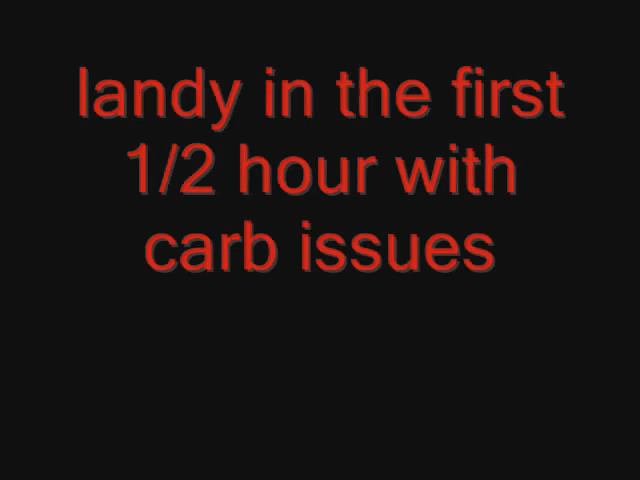 landy in the first
1/2 hour with
carb issues